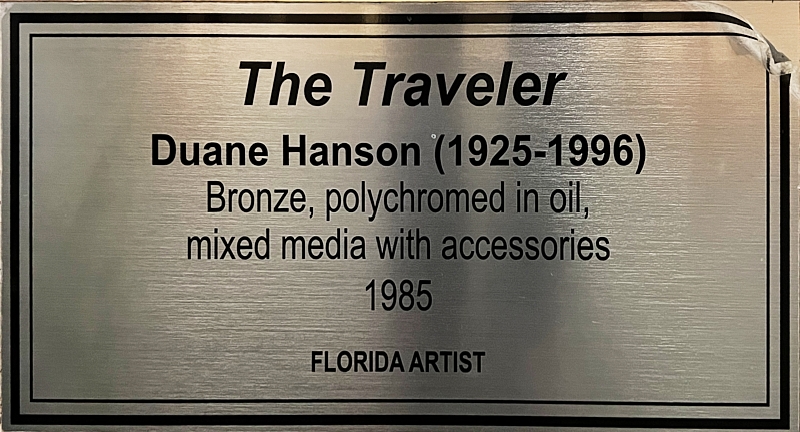 The Traveler
Duane Hanson (1925-1996)
Bronze, polychromed in oil,
mixed media with accessories
1985
FLORIDA ARTIST